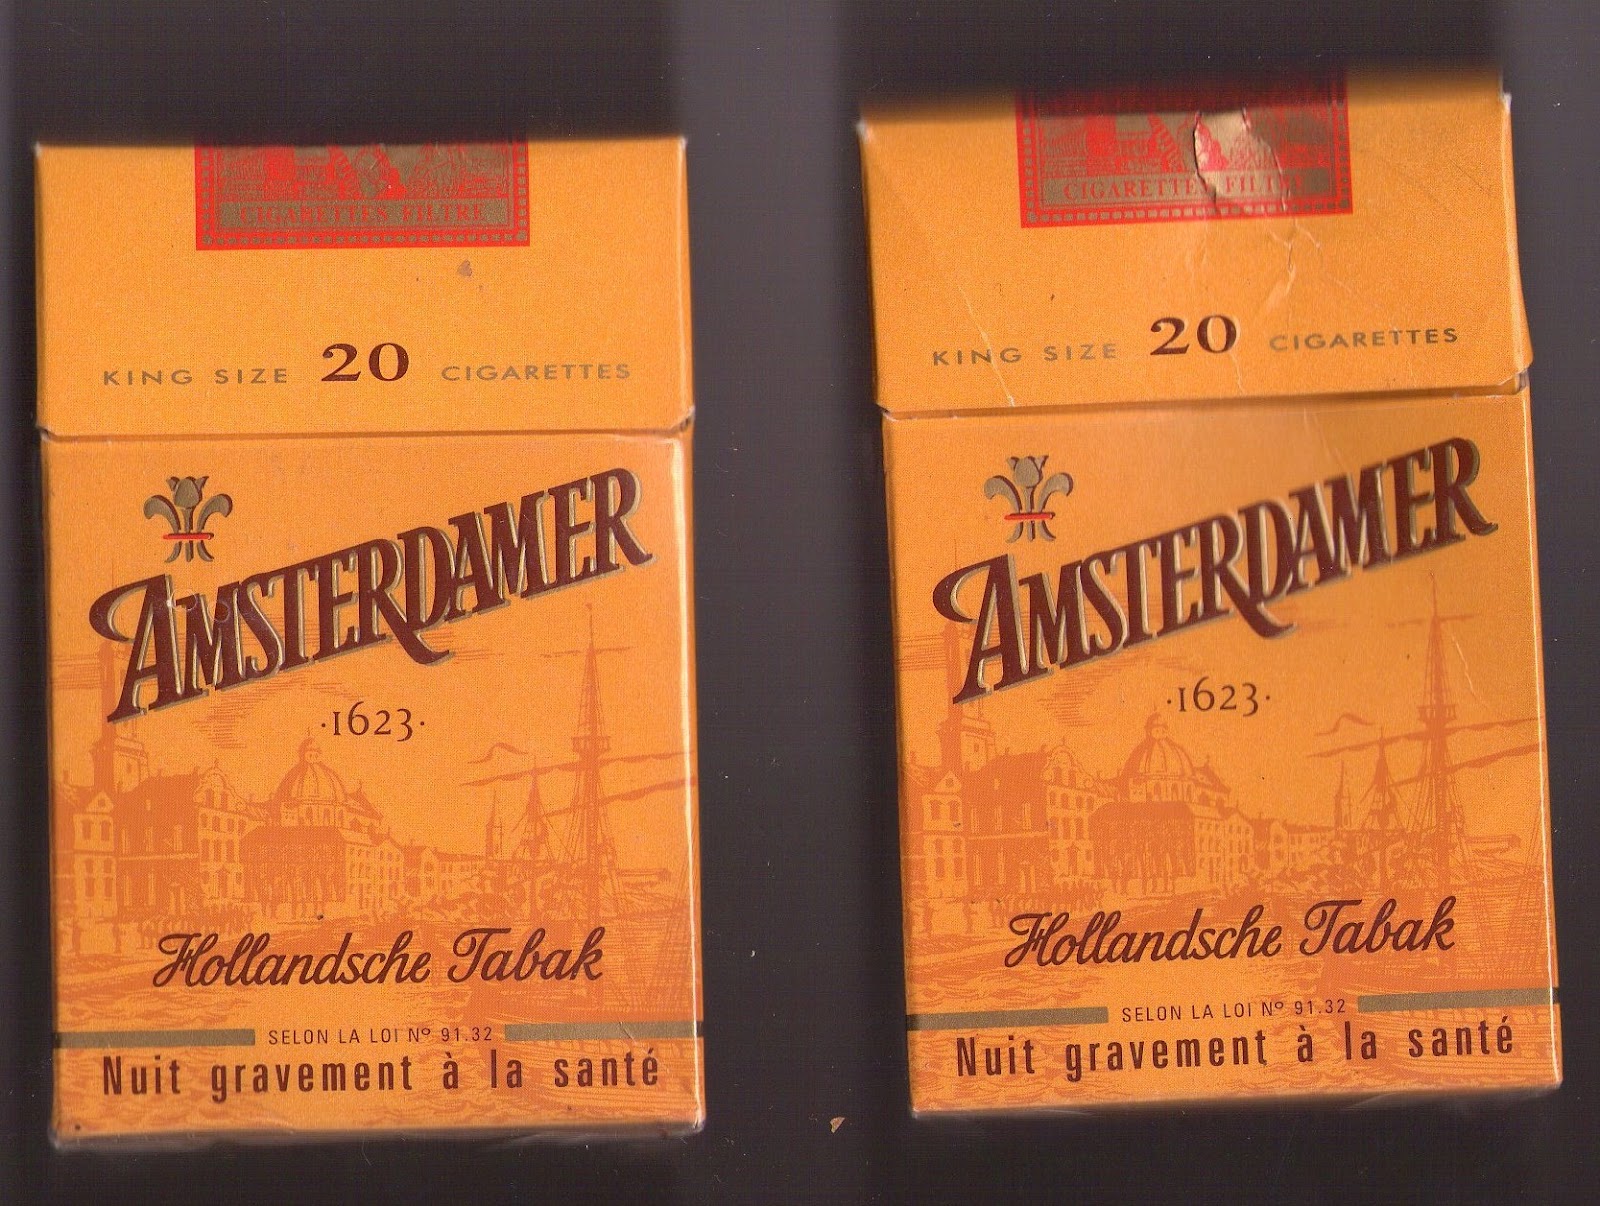 CIGARETTES FILTRE
KING SIZE 20 CIGARETTES
AMSTERDAMER
·1623·
Hollandsche Tabak
SELON LA LOI Nº 91.32
Nuit gravement à la santé
CIGARETTES FILTRE
KING SIZE 20 CIGARETTES
AMSTERDAMER
·1623·
Hollandsche Tabak
SELON LA LOI Nº 91.32
Nuit gravement à la santé